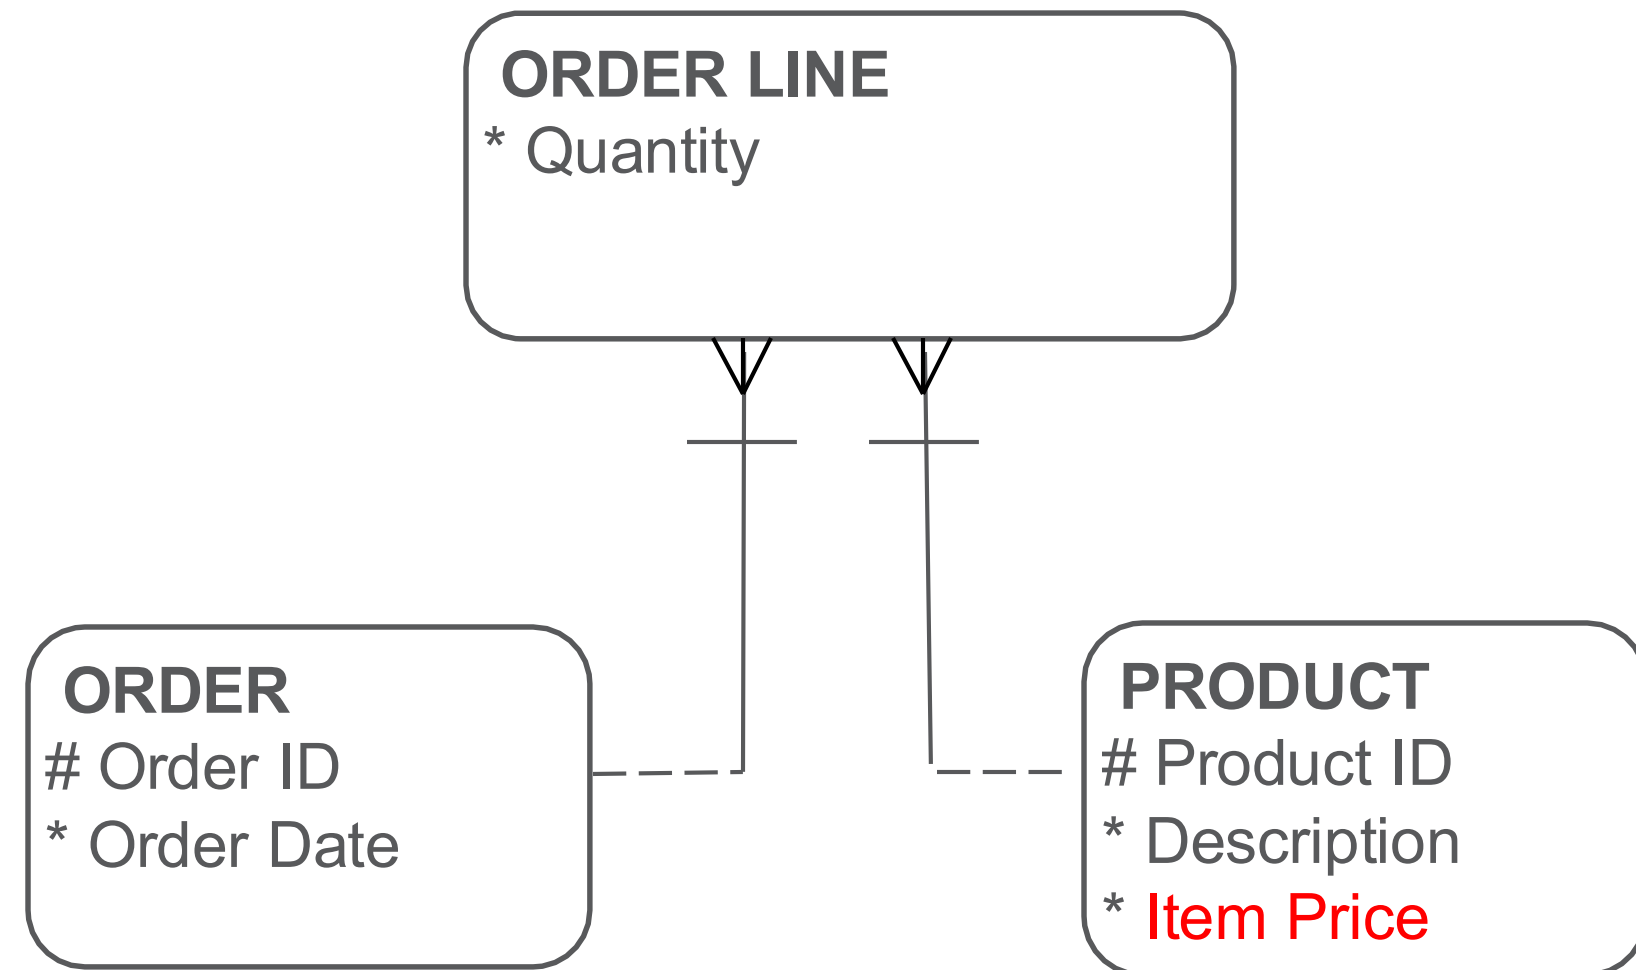 ORDER LINE
* Quantity
ORDER
# Order ID
* Order Date
PRODUCT
# Product ID
* Description
* Item Price